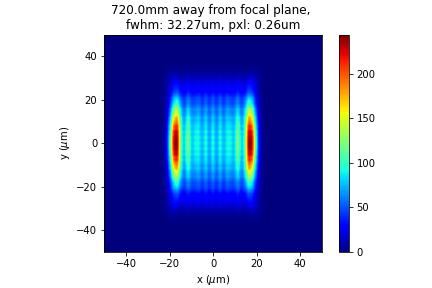 720.0mm away from focal plane,
fwhm: 32.27um, pxl: 0.26um
40
20
0
−20
−40
y (μm)
−40 −20 0 20 40
x (μm)
200
150
100
50
0